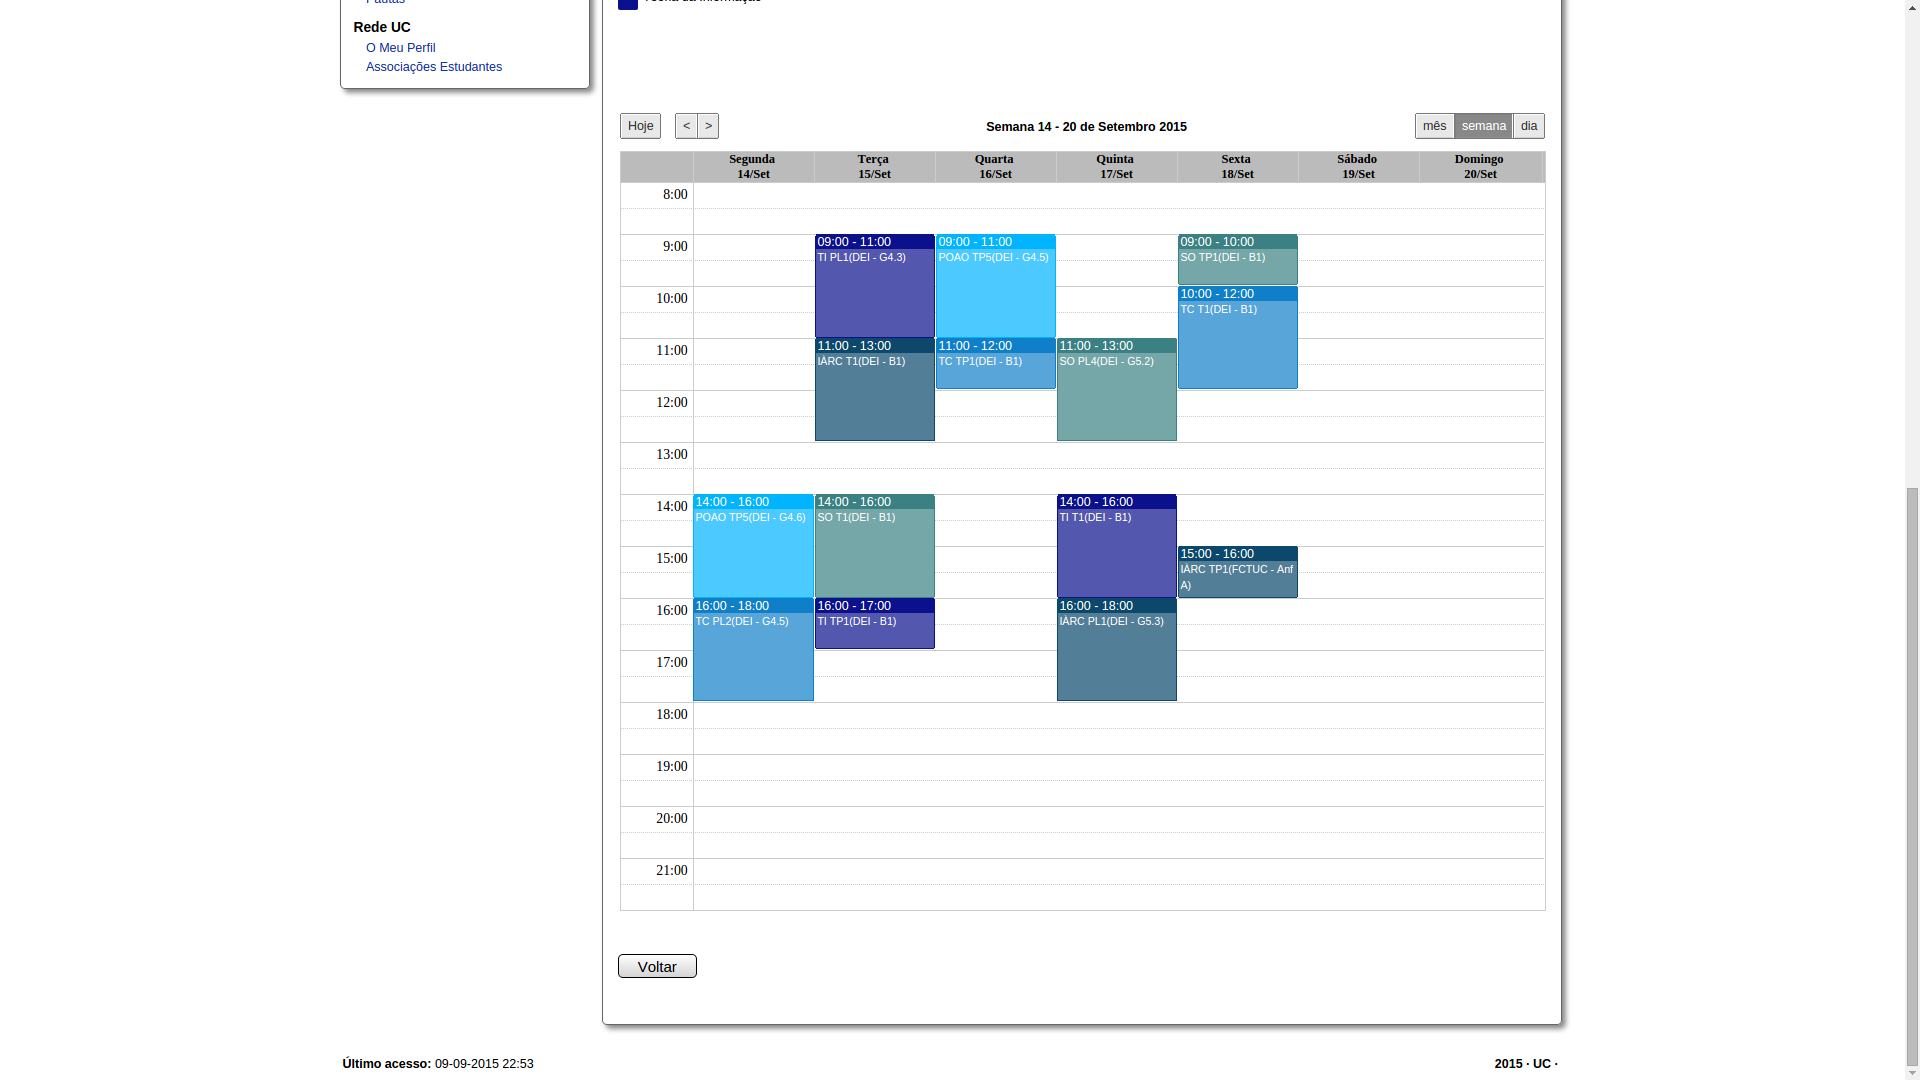 Pautas
Rede UC
O Meu Perfil
Associações Estudantes
Hoje < > Semana 14 - 20 de Setembro 2015 mês semana dia
Segunda Terça Quarta Quinta Sexta Sábado Domingo
14/Set 15/Set 16/Set 17/Set 18/Set 19/Set 20/Set
8:00
9:00
10:00
11:00
12:00
13:00
14:00
15:00
16:00
17:00
18:00
19:00
20:00
21:00
14:00 - 16:00
POAO TP5(DEI - G4.6)
16:00 - 18:00
TC PL2(DEI - G4.5)
09:00 - 11:00
TI PL1(DEI - G4.3)
11:00 - 13:00
IÀRC T1(DEI - B1)
14:00 - 16:00
SO T1(DEI - B1)
16:00 - 17:00
TI TP1(DEI - B1)
09:00 - 11:00
POAO TP5(DEI - G4.5)
11:00 - 12:00
TC TP1(DEI - B1)
11:00 - 13:00
SO PL4(DEI - G5.2)
14:00 - 16:00
TI T1(DEI - B1)
16:00 - 18:00
IÀRC PL1(DEI - G5.3)
09:00 - 10:00
SO TP1(DEI - B1)
10:00 - 12:00
TC T1(DEI - B1)
15:00 - 16:00
IÀRC TP1(FCTUC - Anf
A)
Voltar
Último acesso: 09-09-2015 22:53
2015 · UC ·